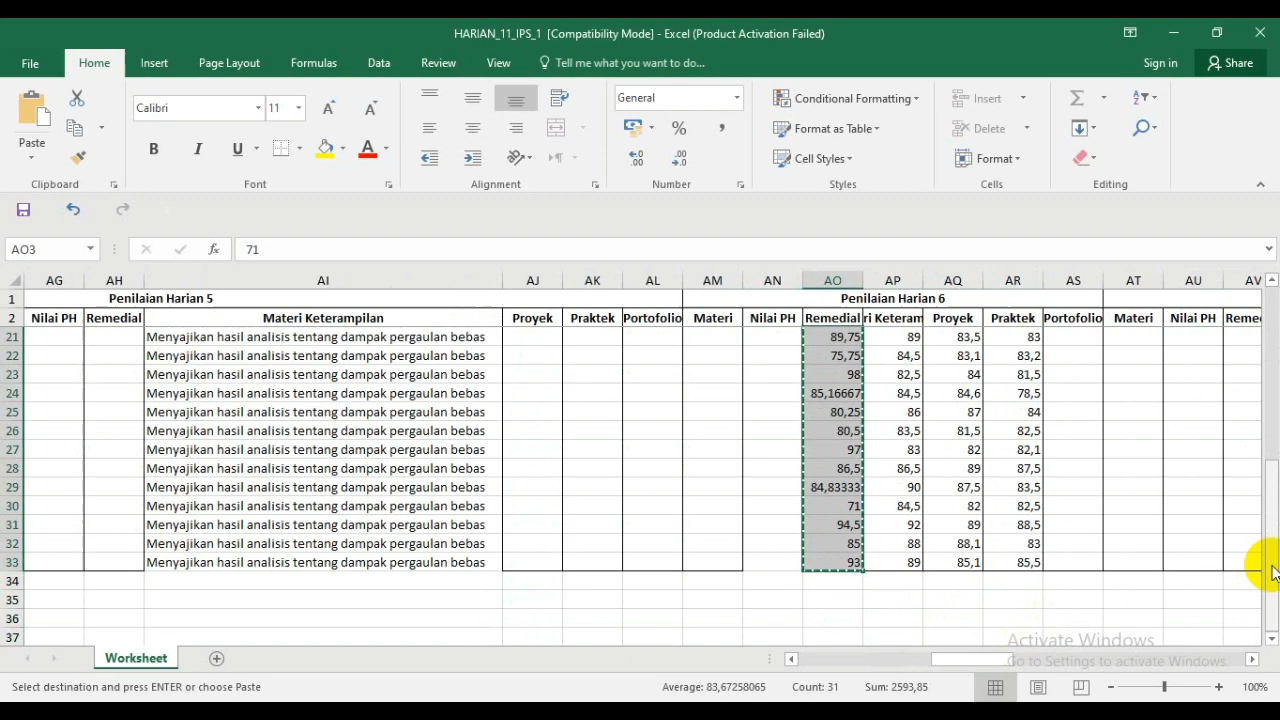 HARIAN_11_IPS_1 [Compatibility Mode] - Excel (Product Activation Failed)
File Home Insert Page Layout Formulas Data Review View Tell me what you want to do... Sign in Share
Calibri 11 General Conditional Formatting Insert
Paste Format as Table Delete
B I U A % , Cell Styles Format
Clipboard Font Alignment Number Styles Cells Editing
AO3 fx 71
AG AH AI AJ AK AL AM AN AO AP AQ AR AS AT AU AV
1 Penilaian Harian 5 Penilaian Harian 6
2 Nilai PH Remedial Materi Keterampilan Proyek Praktek Portofolio Materi Nilai PH Remedial ri Keteram Proyek Praktek Portofolio Materi Nilai PH Reme
21 Menyajikan hasil analisis tentang dampak pergaulan bebas 89,75 89 83,5 83
22 Menyajikan hasil analisis tentang dampak pergaulan bebas 75,75 84,5 83,1 83,2
23 Menyajikan hasil analisis tentang dampak pergaulan bebas 98 82,5 84 81,5
24 Menyajikan hasil analisis tentang dampak pergaulan bebas 85,16667 84,5 84,6 78,5
25 Menyajikan hasil analisis tentang dampak pergaulan bebas 80,25 86 87 84
26 Menyajikan hasil analisis tentang dampak pergaulan bebas 80,5 83,5 81,5 82,5
27 Menyajikan hasil analisis tentang dampak pergaulan bebas 97 83 82 82,1
28 Menyajikan hasil analisis tentang dampak pergaulan bebas 86,5 86,5 89 87,5
29 Menyajikan hasil analisis tentang dampak pergaulan bebas 84,83333 90 87,5 83,5
30 Menyajikan hasil analisis tentang dampak pergaulan bebas 71 84,5 82 82,5
31 Menyajikan hasil analisis tentang dampak pergaulan bebas 94,5 92 89 88,5
32 Menyajikan hasil analisis tentang dampak pergaulan bebas 85 88 88,1 83
33 Menyajikan hasil analisis tentang dampak pergaulan bebas 93 89 85,1 85,5
34
35
36
37
Activate Windows
Go to Settings to activate Windows.
Worksheet
Select destination and press ENTER or choose Paste Average: 83,67258065 Count: 31 Sum: 2593,85 100%